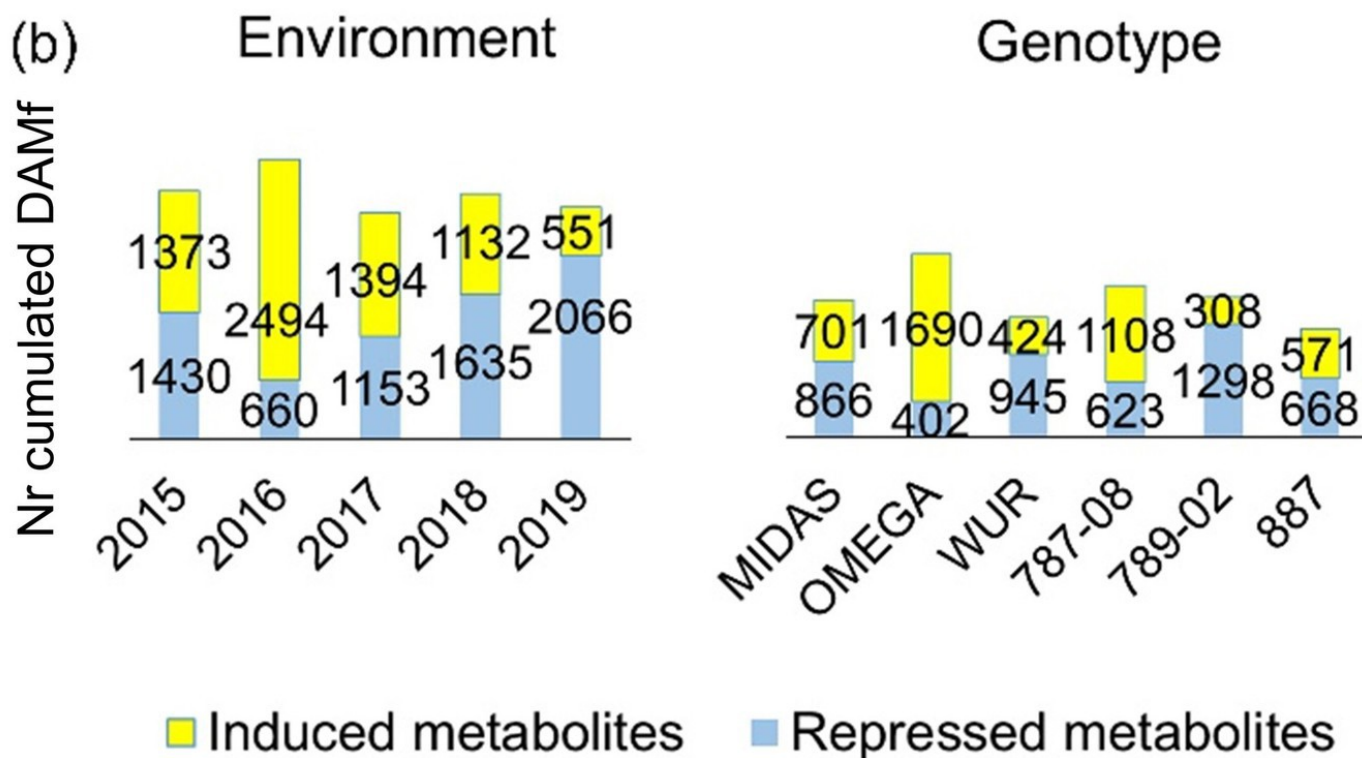 (b) Environment Genotype
Nr cumulated DAMf
1373 2494 1394 1132 551
1430 660 1153 1635 2066
2015 2016 2017 2018 2019
701 1690 424 1108 308 571
866 402 945 623 1298 668
MIDAS OMEGA WUR 787-08 789-02 887
Induced metabolites Repressed metabolites